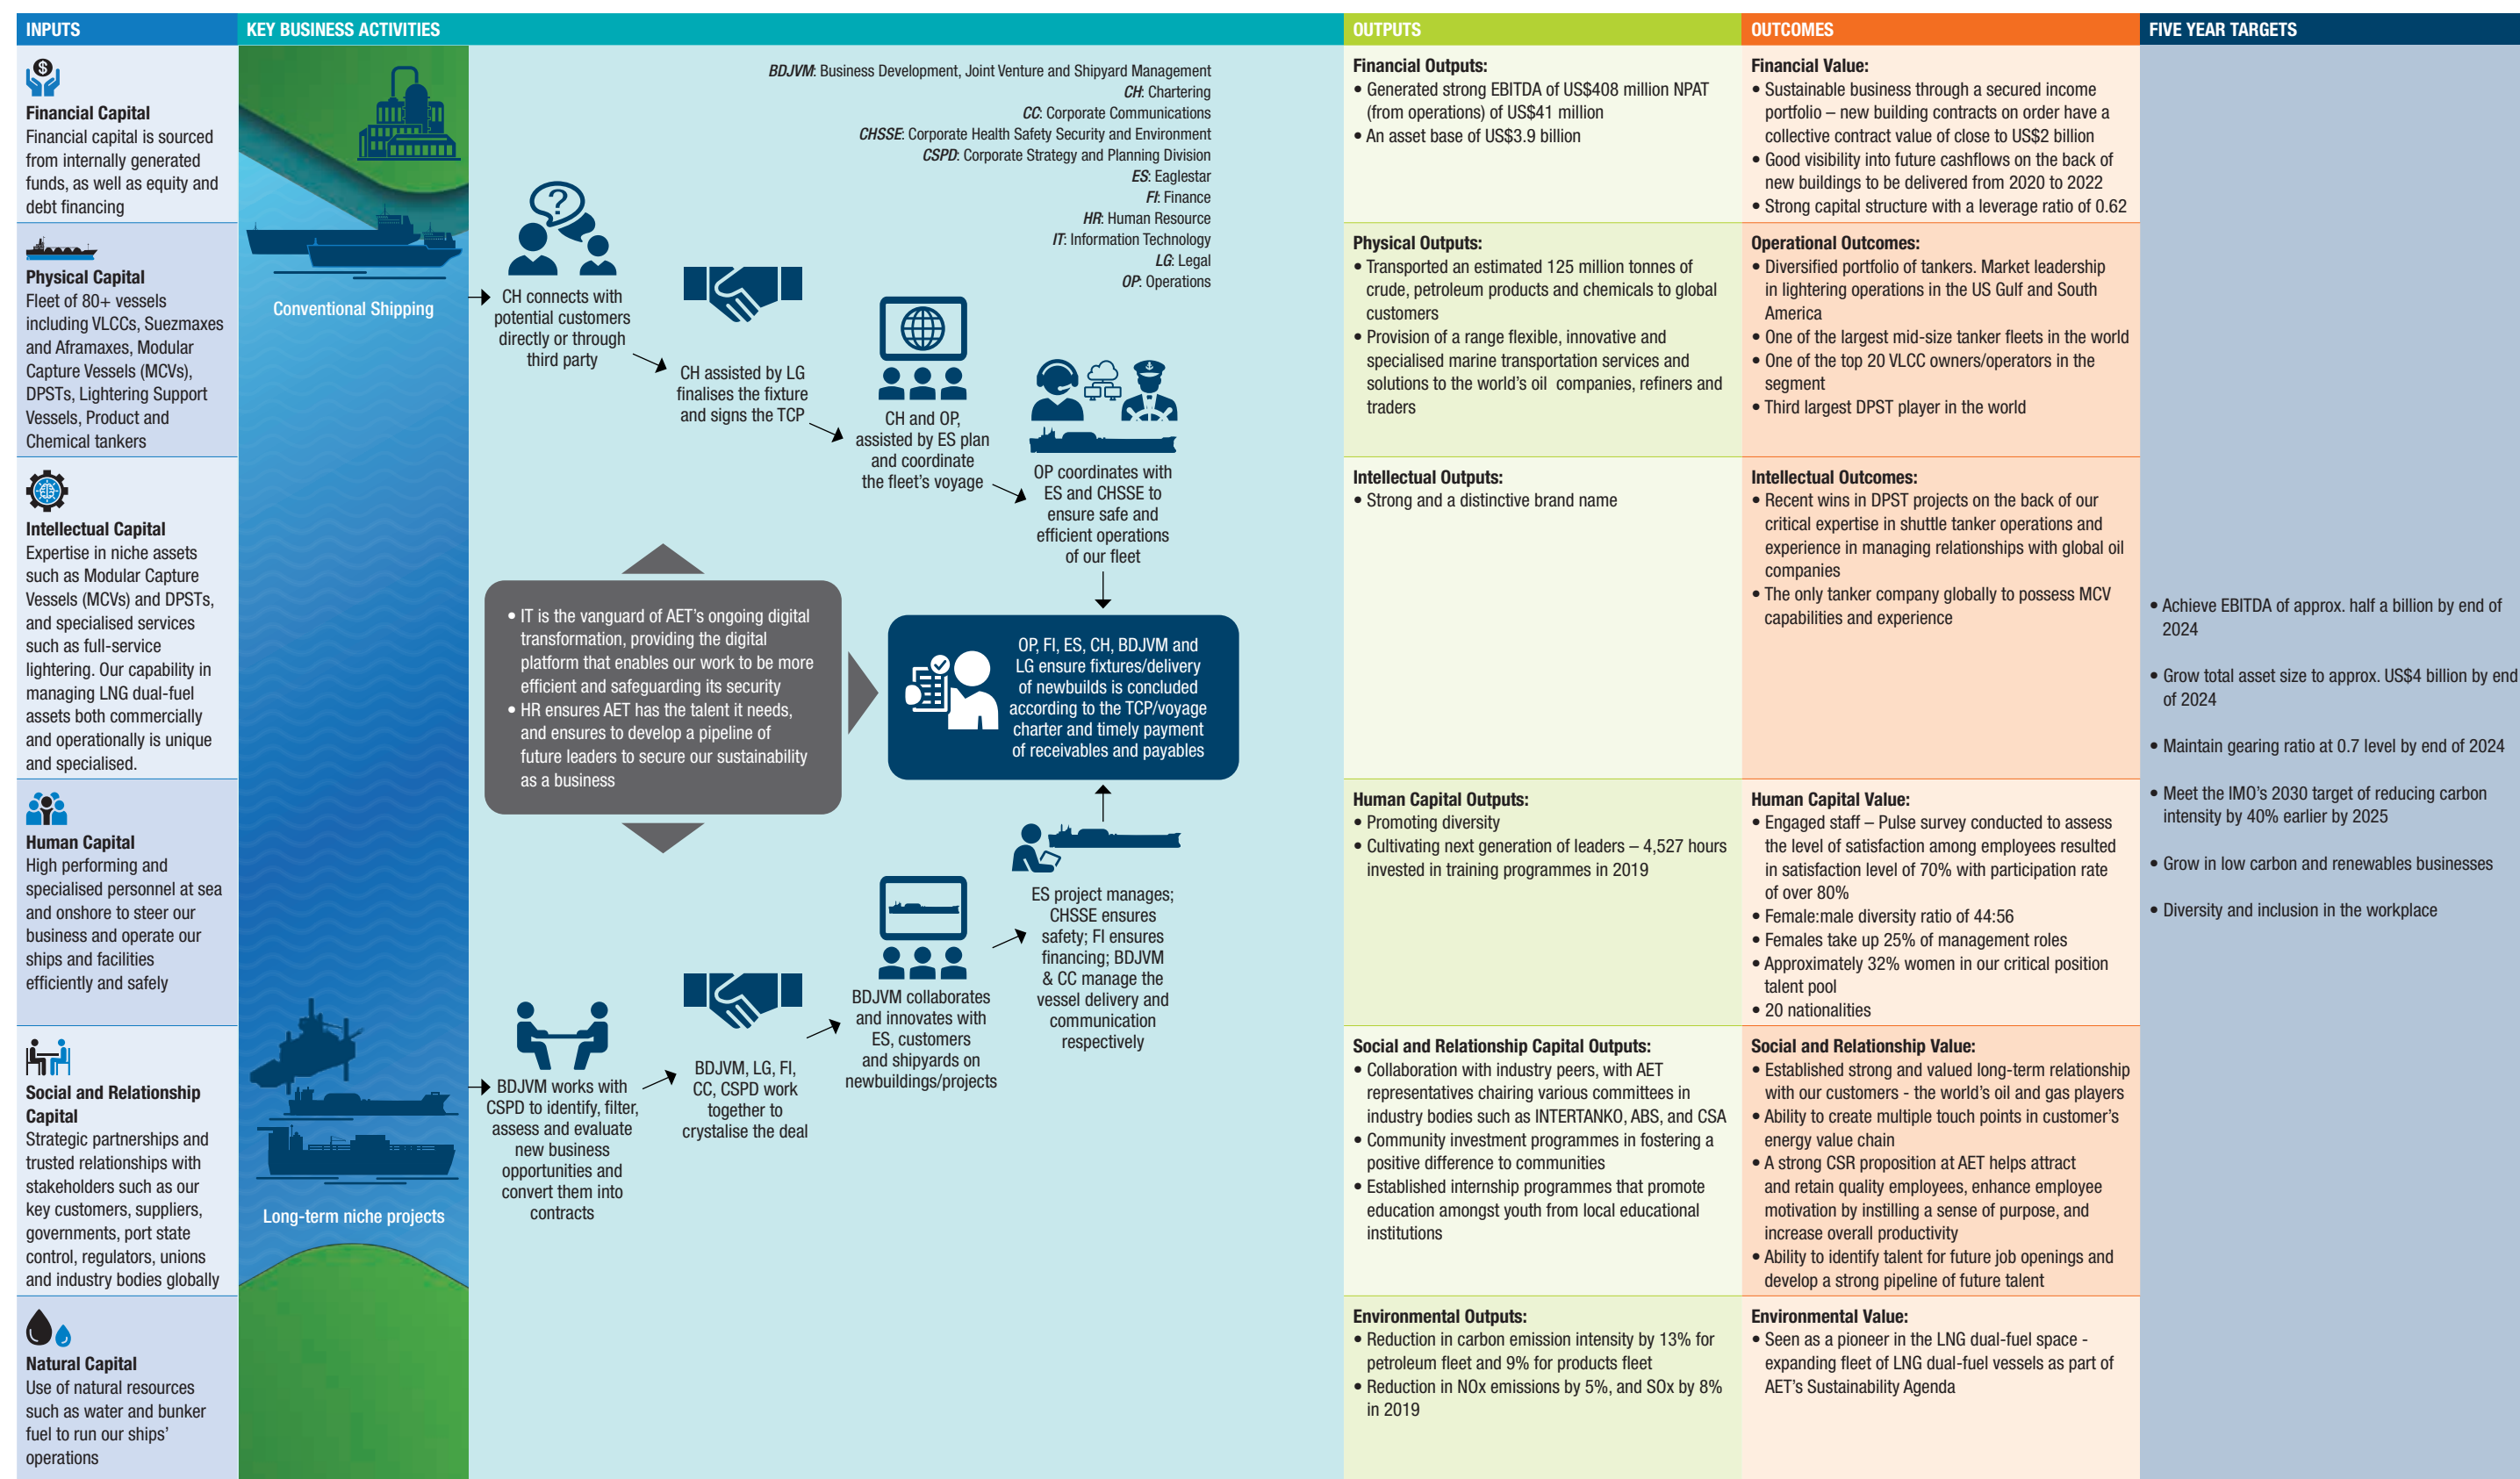 INPUTS
Financial Capital
Financial capital is sourced
from internally generated
funds, as well as equity and
debt financing
Physical Capital
Fleet of 80+ vessels
including VLCCs, Suezmaxes
and Aframaxes, Modular
Capture Vessels (MCVs),
DPSTs, Lightering Support
Vessels, Product and
Chemical tankers
Intellectual Capital
Expertise in niche assets
such as Modular Capture
Vessels (MCVs) and DPSTs,
and specialised services
such as full-service
lightering. Our capability in
managing LNG dual-fuel
assets both commercially
and operationally is unique
and specialised.
Human Capital
High performing and
specialised personnel at sea
and onshore to steer our
business and operate our
ships and facilities
efficiently and safely
Social and Relationship
Capital
Strategic partnerships and
trusted relationships with
stakeholders such as our
key customers, suppliers,
governments, port state
control, regulators, unions
and industry bodies globally
Natural Capital
Use of natural resources
such as water and bunker
fuel to run our ships'
operations
KEY BUSINESS ACTIVITIES
BDJVM: Business Development, Joint Venture and Shipyard Management
CH: Chartering
CC: Corporate Communications
CHSSE: Corporate Health Safety Security and Environment
CSPD: Corporate Strategy and Planning Division
ES: Eaglestar
FI: Finance
HR: Human Resource
IT: Information Technology
LG: Legal
OP: Operations
Conventional Shipping
CH connects with
potential customers
directly or through
third party
CH assisted by LG
finalises the fixture
and signs the TCP
CH and OP,
assisted by ES plan
and coordinate
the fleet's voyage
OP coordinates with
ES and CHSSE to
ensure safe and
efficient operations
of our fleet
• IT is the vanguard of AET's ongoing digital
transformation, providing the digital
platform that enables our work to be more
efficient and safeguarding its security
• HR ensures AET has the talent it needs,
and ensures to develop a pipeline of
future leaders to secure our sustainability
as a business
OP, FI, ES, CH, BDJVM and
LG ensure fixtures/delivery
of newbuilds is concluded
according to the TCP/voyage
charter and timely payment
of receivables and payables
Long-term niche projects
BDJVM works with
CSPD to identify, filter,
assess and evaluate
new business
opportunities and
convert them into
contracts
BDJVM, LG, FI,
CC, CSPD work
together to
crystalise the deal
BDJVM collaborates
and innovates with
ES, customers
and shipyards on
newbuildings/projects
ES project manages;
CHSSE ensures
safety; FI ensures
financing; BDJVM
& CC manage the
vessel delivery and
communication
respectively
OUTPUTS
Financial Outputs:
• Generated strong EBITDA of US$408 million NPAT
(from operations) of US$41 million
• An asset base of US$3.9 billion
Physical Outputs:
• Transported an estimated 125 million tonnes of
crude, petroleum products and chemicals to global
customers
• Provision of a range flexible, innovative and
specialised marine transportation services and
solutions to the world's oil companies, refiners and
traders
Intellectual Outputs:
• Strong and a distinctive brand name
Human Capital Outputs:
• Promoting diversity
• Cultivating next generation of leaders – 4,527 hours
invested in training programmes in 2019
Social and Relationship Capital Outputs:
• Collaboration with industry peers, with AET
representatives chairing various committees in
industry bodies such as INTERTANKO, ABS, and CSA
• Community investment programmes in fostering a
positive difference to communities
• Established internship programmes that promote
education amongst youth from local educational
institutions
Environmental Outputs:
• Reduction in carbon emission intensity by 13% for
petroleum fleet and 9% for products fleet
• Reduction in NOx emissions by 5%, and SOx by 8%
in 2019
OUTCOMES
Financial Value:
• Sustainable business through a secured income
portfolio – new building contracts on order have a
collective contract value of close to US$2 billion
• Good visibility into future cashflows on the back of
new buildings to be delivered from 2020 to 2022
• Strong capital structure with a leverage ratio of 0.62
Operational Outcomes:
• Diversified portfolio of tankers. Market leadership
in lightering operations in the US Gulf and South
America
• One of the largest mid-size tanker fleets in the world
• One of the top 20 VLCC owners/operators in the
segment
• Third largest DPST player in the world
Intellectual Outcomes:
• Recent wins in DPST projects on the back of our
critical expertise in shuttle tanker operations and
experience in managing relationships with global oil
companies
• The only tanker company globally to possess MCV
capabilities and experience
Human Capital Value:
• Engaged staff – Pulse survey conducted to assess
the level of satisfaction among employees resulted
in satisfaction level of 70% with participation rate
of over 80%
• Female:male diversity ratio of 44:56
• Females take up 25% of management roles
• Approximately 32% women in our critical position
talent pool
• 20 nationalities
Social and Relationship Value:
• Established strong and valued long-term relationship
with our customers - the world's oil and gas players
• Ability to create multiple touch points in customer's
energy value chain
• A strong CSR proposition at AET helps attract
and retain quality employees, enhance employee
motivation by instilling a sense of purpose, and
increase overall productivity
• Ability to identify talent for future job openings and
develop a strong pipeline of future talent
Environmental Value:
• Seen as a pioneer in the LNG dual-fuel space -
expanding fleet of LNG dual-fuel vessels as part of
AET's Sustainability Agenda
FIVE YEAR TARGETS
• Achieve EBITDA of approx. half a billion by end of
2024
• Grow total asset size to approx. US$4 billion by end
of 2024
• Maintain gearing ratio at 0.7 level by end of 2024
• Meet the IMO's 2030 target of reducing carbon
intensity by 40% earlier by 2025
• Grow in low carbon and renewables businesses
• Diversity and inclusion in the workplace